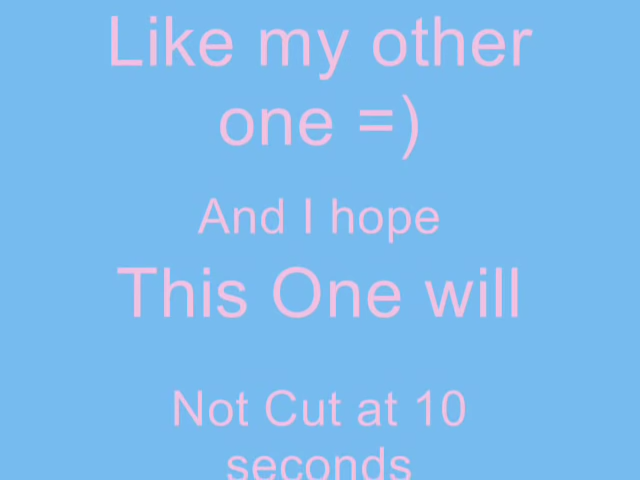 Like my other
one =)
And I hope
This One will
Not Cut at 10
seconds